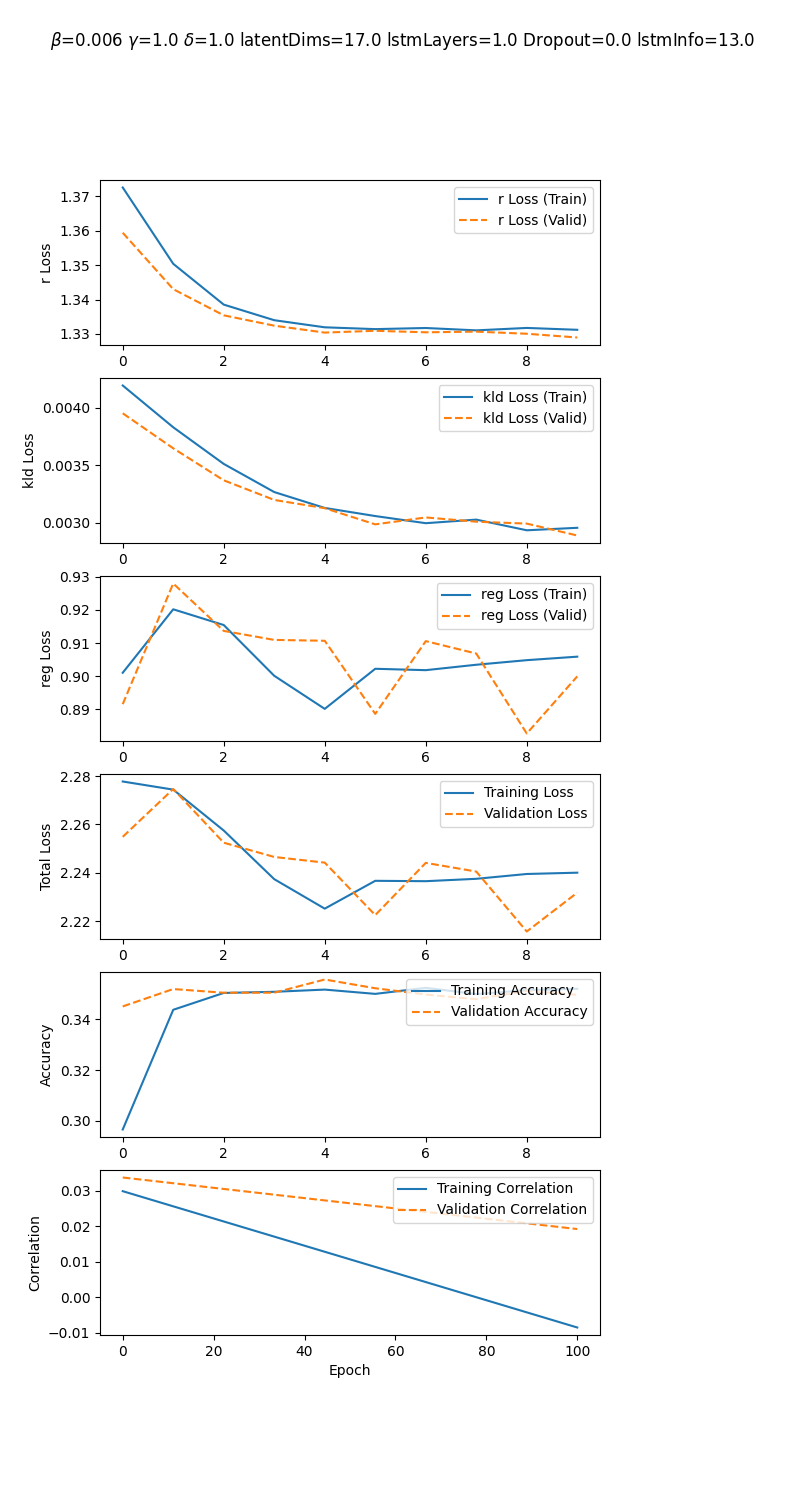 β=0.006 γ=1.0 δ=1.0 latentDims=17.0 lstmLayers=1.0 Dropout=0.0 lstmInfo=13.0
1.37
1.36
1.35
1.34
1.33
r Loss
r Loss (Train)
r Loss (Valid)
0 2 4 6 8
0.0040
0.0035
0.0030
kld Loss
kld Loss (Train)
kld Loss (Valid)
0 2 4 6 8
0.93
0.92
0.91
0.90
0.89
reg Loss
reg Loss (Train)
reg Loss (Valid)
0 2 4 6 8
2.28
2.26
2.24
2.22
Total Loss
Training Loss
Validation Loss
0 2 4 6 8
0.34
0.32
0.30
Accuracy
Training Accuracy
Validation Accuracy
0 2 4 6 8
0.03
0.02
0.01
0.00
−0.01
Correlation
Training Correlation
Validation Correlation
0 20 40 60 80 100
Epoch